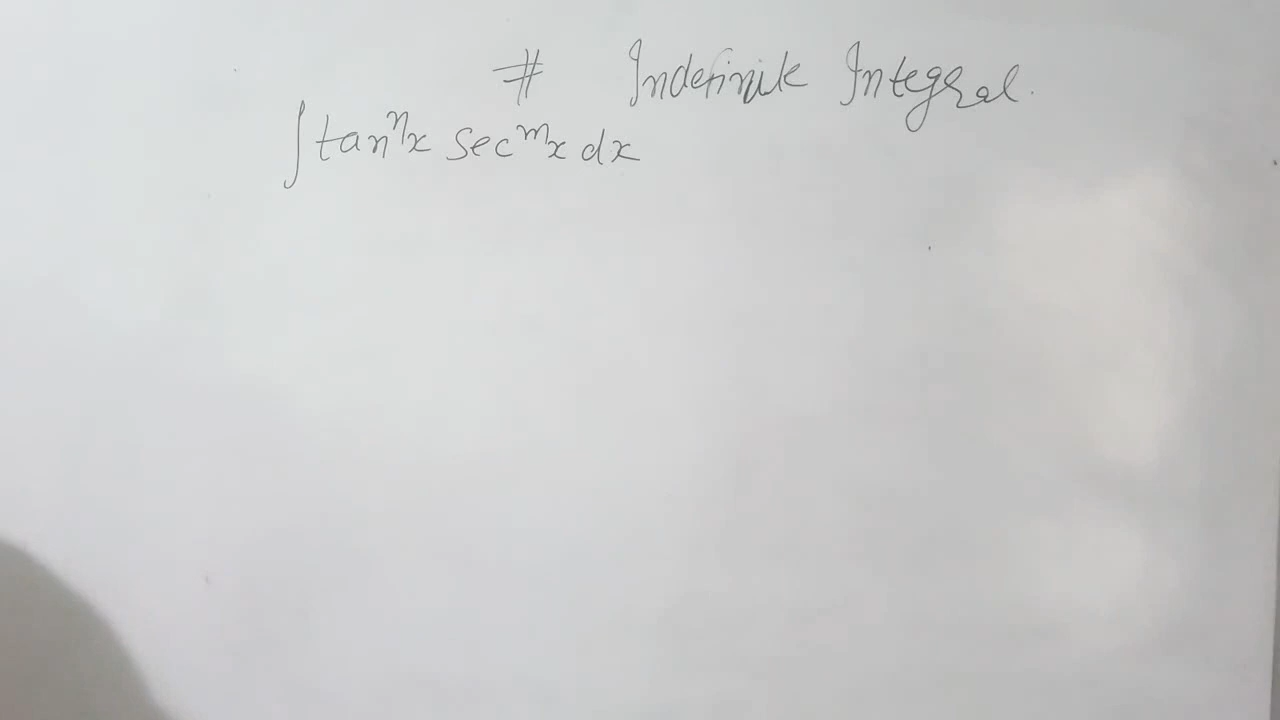 # Indefinite Integral.
∫tanⁿx secᵐx dx